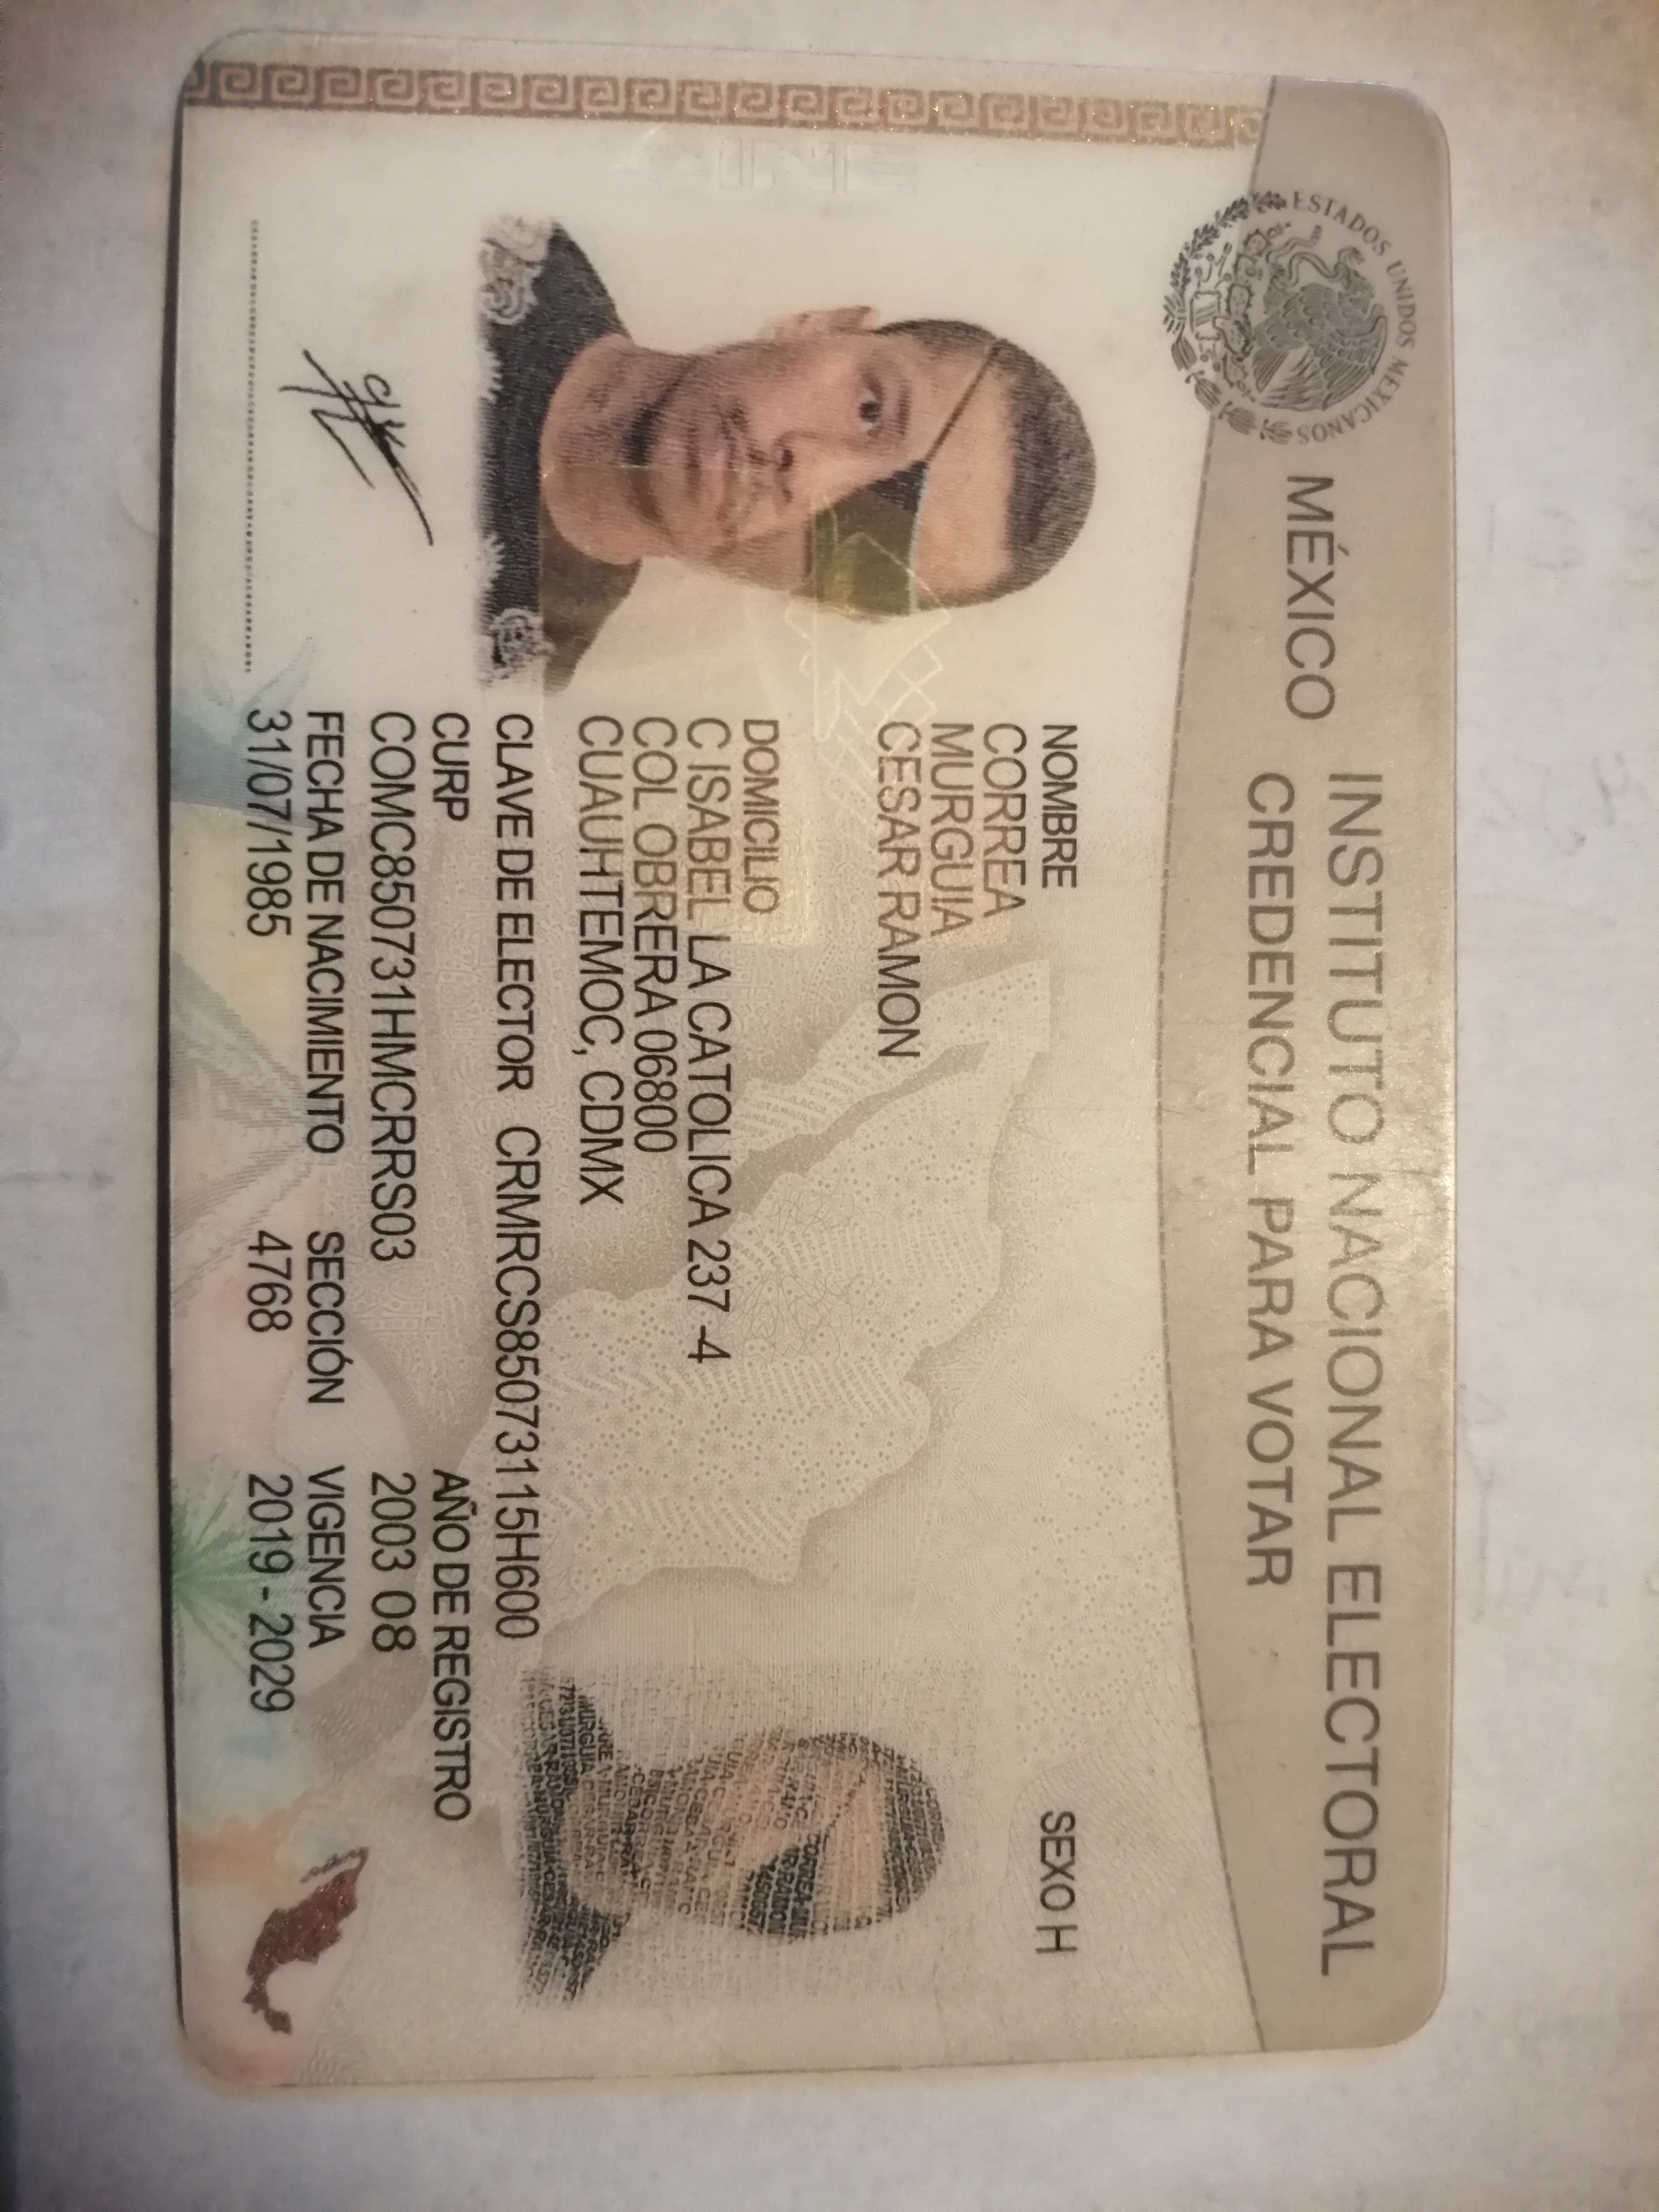 ESTADOS UNIDOS MEXICANOS
MÉXICO
INSTITUTO NACIONAL ELECTORAL
CREDENCIAL PARA VOTAR
NOMBRE
CORREA
MURGUIA
CESAR RAMON
SEXO H
DOMICILIO
C ISABEL LA CATOLICA 237 -4
COL OBRERA 06800
CUAUHTEMOC, CDMX
CLAVE DE ELECTOR CRMRCS85073115H600
CURP
COMC850731HMCRRS03
AÑO DE REGISTRO
2003 08
FECHA DE NACIMIENTO
31/07/1985
SECCIÓN
4768
VIGENCIA
2019 - 2029